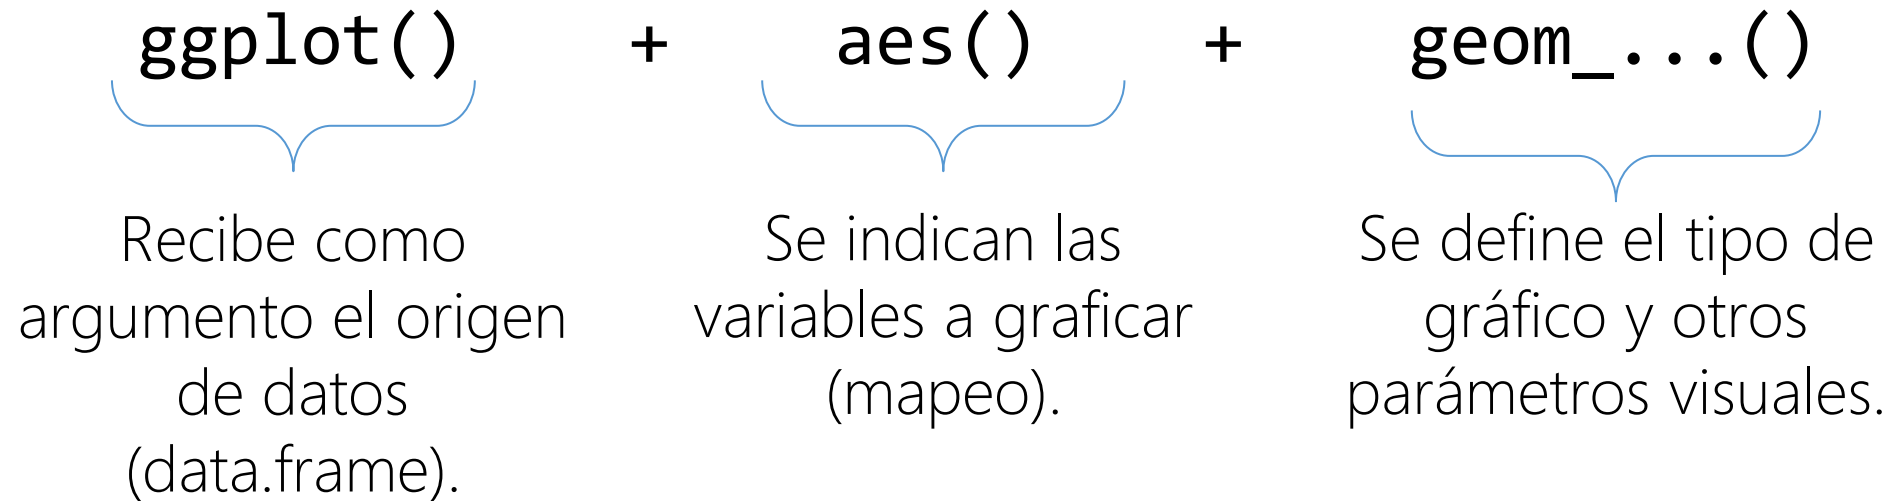 ggplot() + aes() + geom_...()
Recibe como
argumento el origen
de datos
(data.frame).
Se indican las
variables a graficar
(mapeo).
Se define el tipo de
gráfico y otros
parámetros visuales.